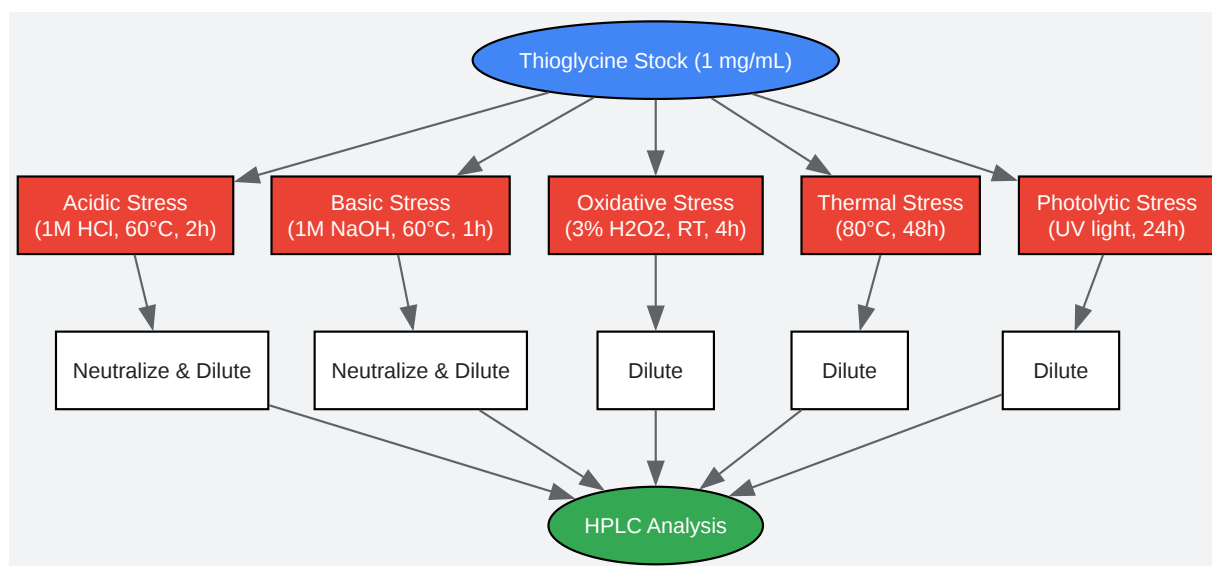 Thioglycine Stock (1 mg/mL)
Acidic Stress
(1M HCl, 60°C, 2h)
Basic Stress
(1M NaOH, 60°C, 1h)
Oxidative Stress
(3% H2O2, RT, 4h)
Thermal Stress
(80°C, 48h)
Photolytic Stress
(UV light, 24h)
Neutralize & Dilute
Neutralize & Dilute
Dilute
Dilute
Dilute
HPLC Analysis